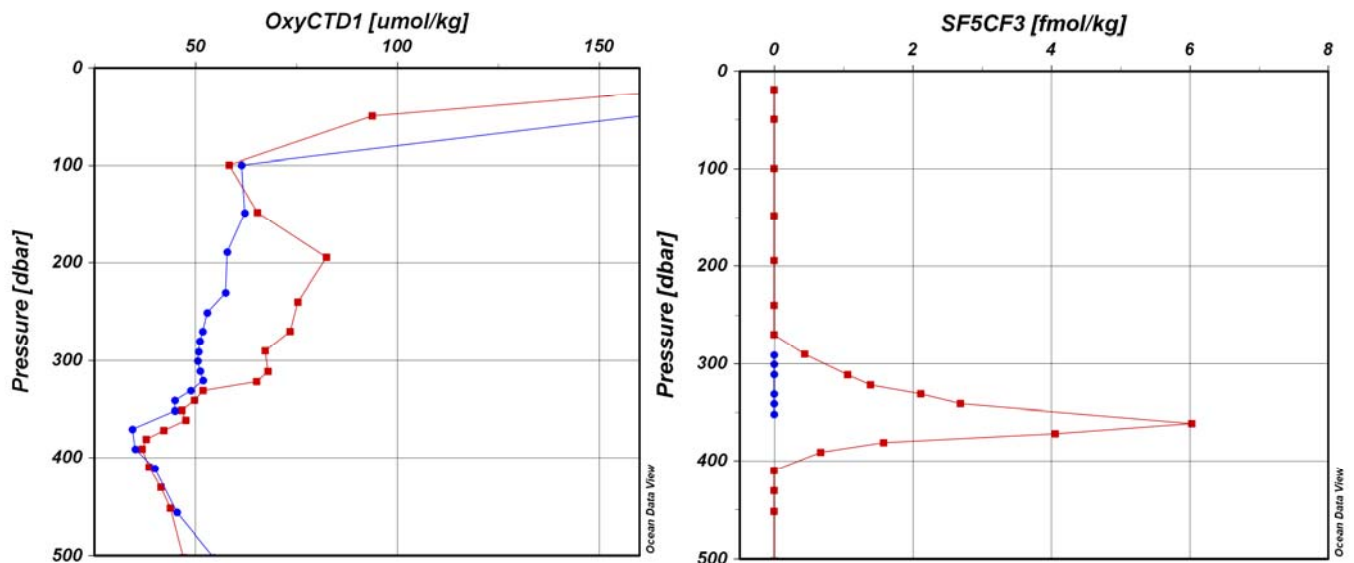 OxyCTD1 [umol/kg]
50 100 150
0
100
200
300
400
500
Pressure [dbar]
Ocean Data View
SF5CF3 [fmol/kg]
0 2 4 6 8
0
100
200
300
400
500
Pressure [dbar]
Ocean Data View